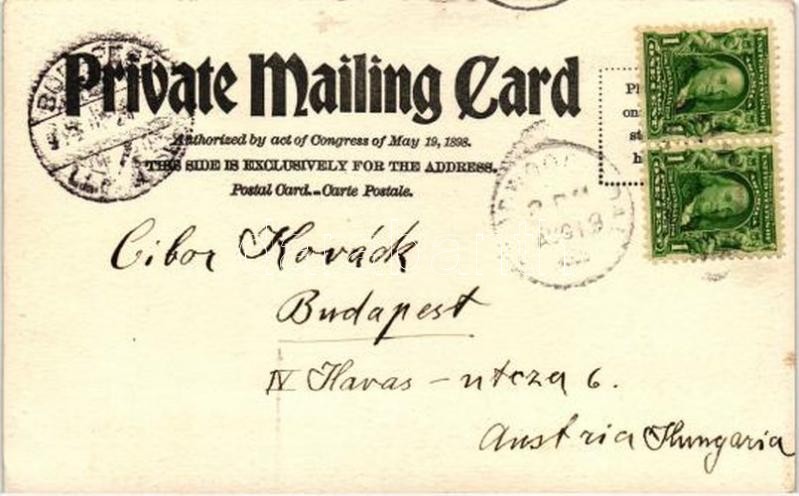 Private Mailing Card
Authorized by act of Congress of May 19, 1898.
THIS SIDE IS EXCLUSIVELY FOR THE ADDRESS.
Postal Card.–Carte Postale.
Cibor Kovách
Budapest
IV Havas – utcza 6.
Austria Hungaria